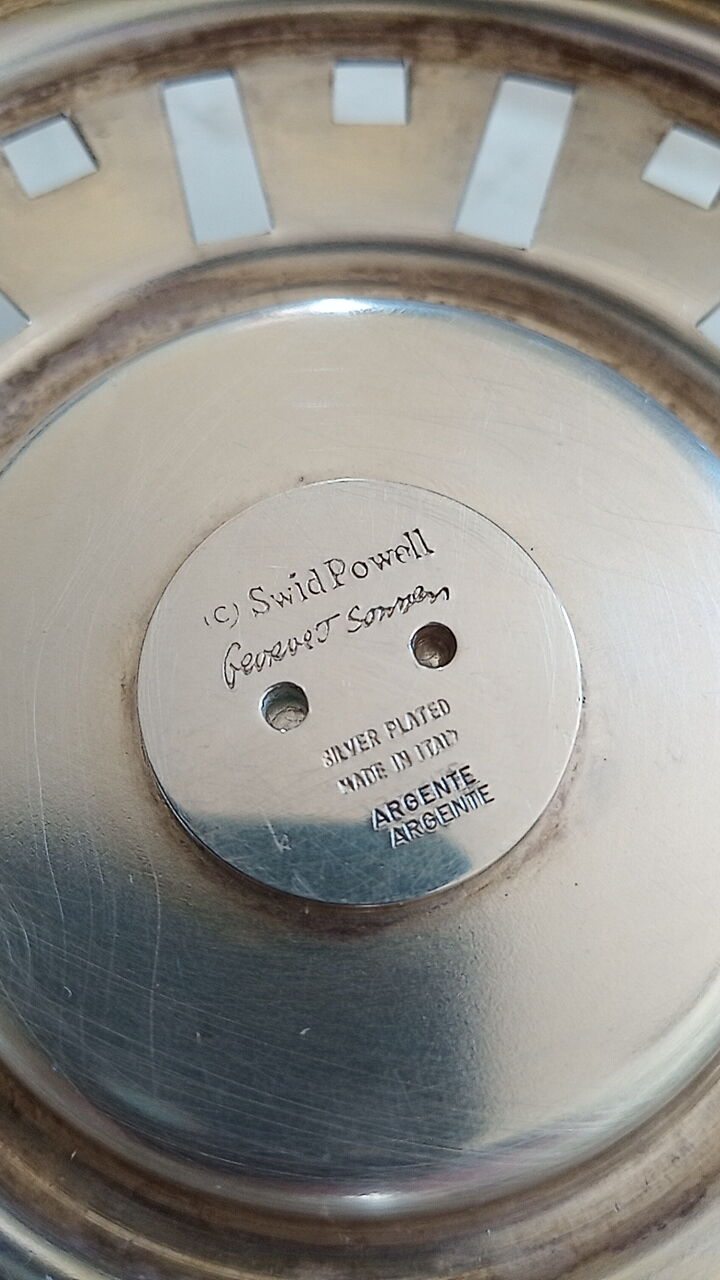 (C) Swid Powell
George J Sowden
SILVER PLATED
MADE IN ITALY
ARGENTE
ARGENTE